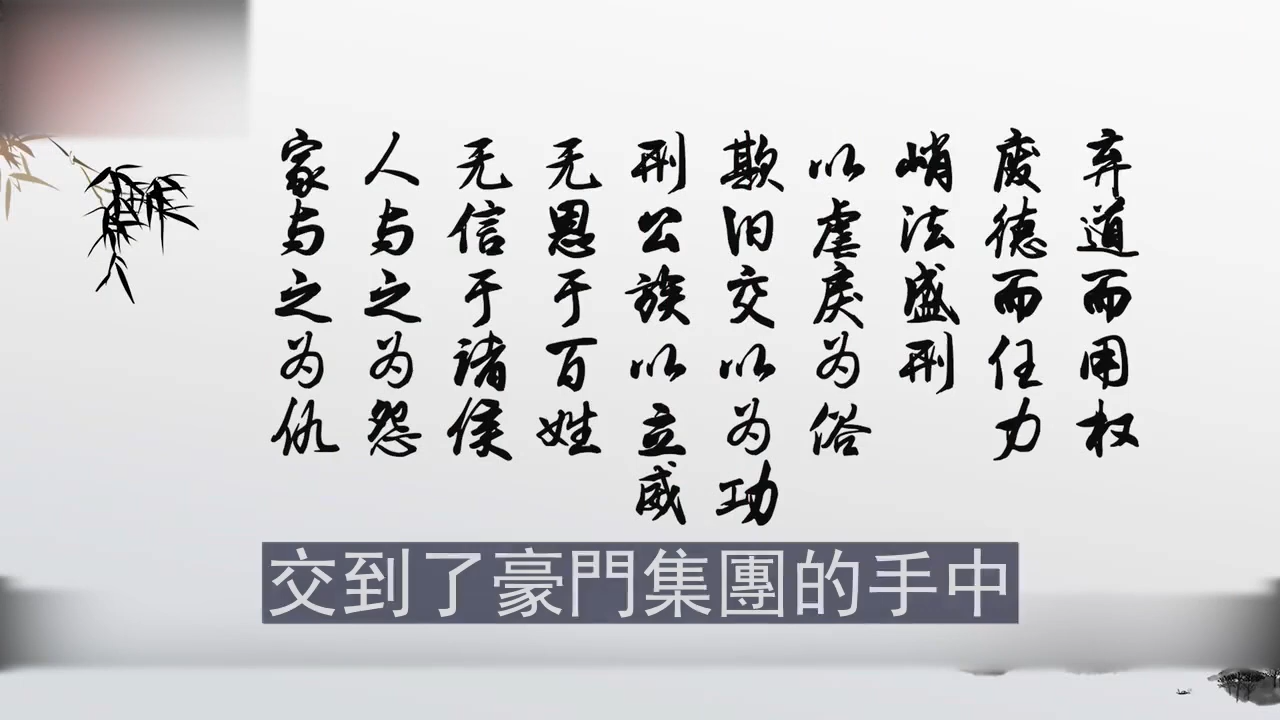 弃道而用权
废德而任力
峭法盛刑
以虐戾为俗
欺旧交以为功
刑公族以立威
无恩于百姓
无信于诸侯
人与之为怨
家与之为仇
交到了豪門集團的手中